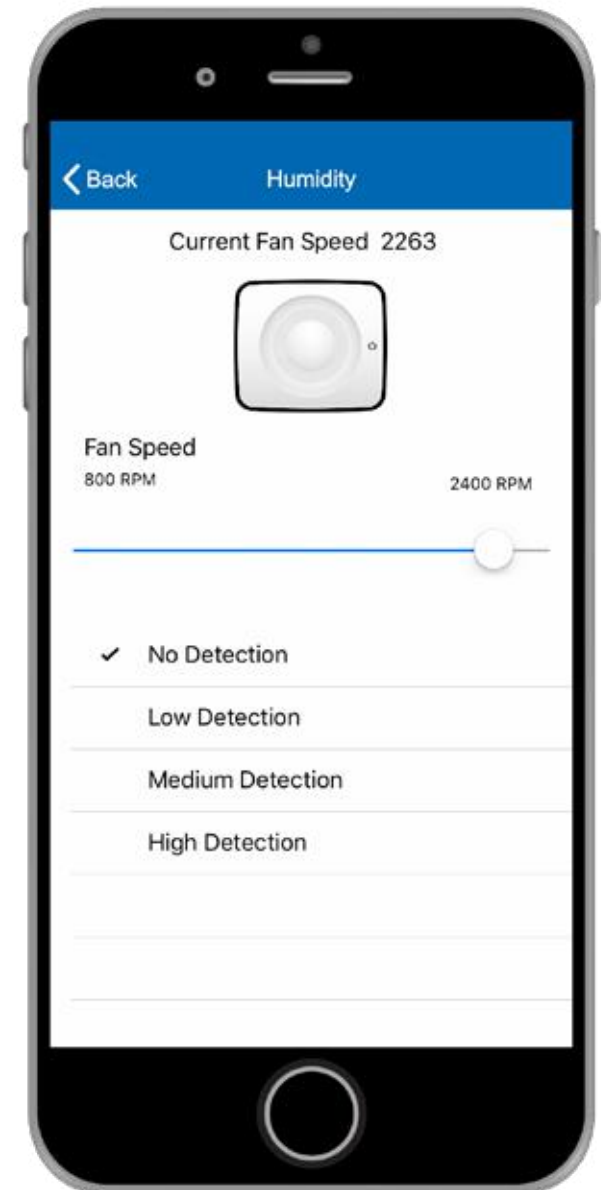 Back Humidity
Current Fan Speed 2263
Fan Speed
800 RPM 2400 RPM
No Detection
Low Detection
Medium Detection
High Detection